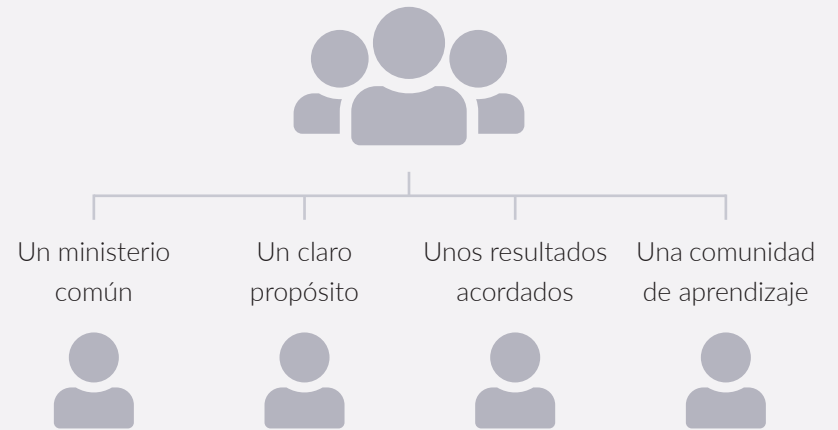 Un ministerio
común
Un claro
propósito
Unos resultados
acordados
Una comunidad
de aprendizaje